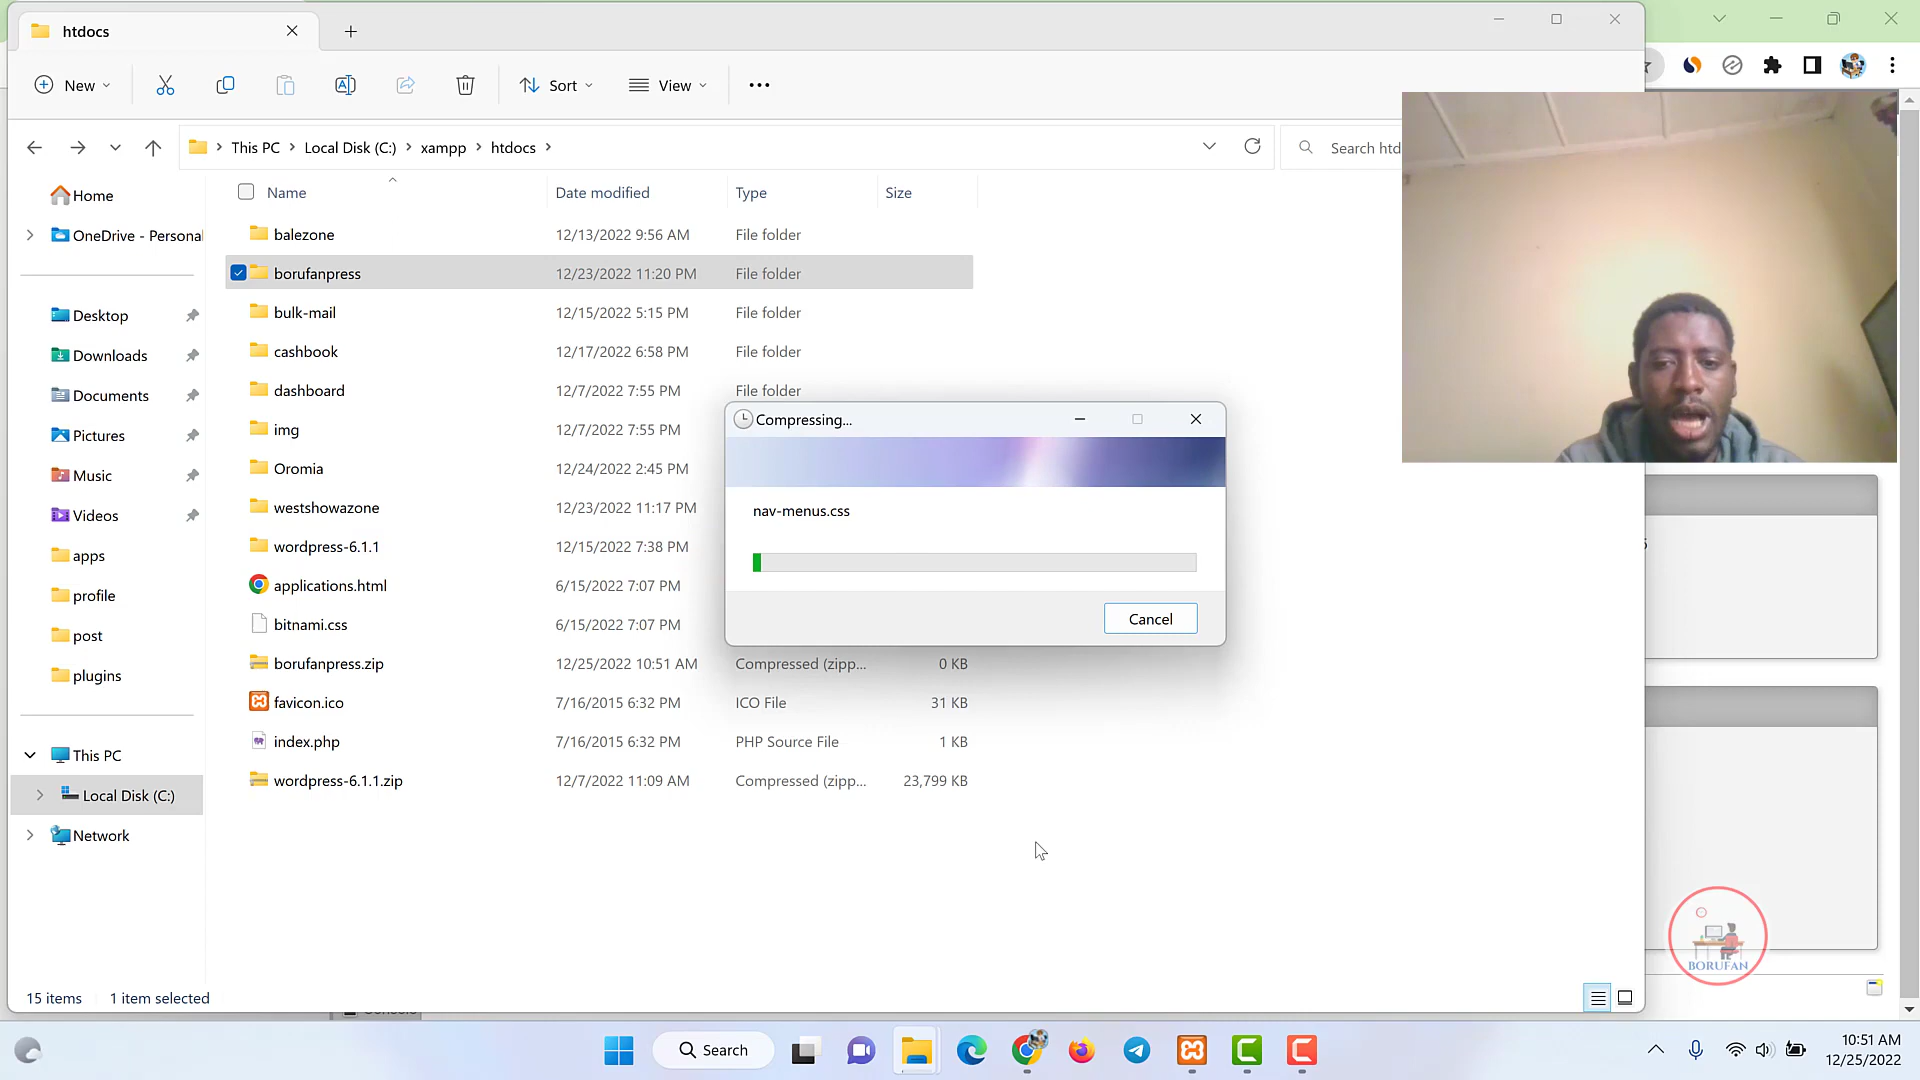 htdocs
New
Sort
View
This PC
Local Disk (C:)
xampp
htdocs
Search htd
Name
Date modified
Type
Size
Home
OneDrive - Personal
Desktop
Downloads
Documents
Pictures
Music
Videos
apps
profile
post
plugins
This PC
Local Disk (C:)
Network
balezone 12/13/2022 9:56 AM File folder
borufanpress 12/23/2022 11:20 PM File folder
bulk-mail 12/15/2022 5:15 PM File folder
cashbook 12/17/2022 6:58 PM File folder
dashboard 12/7/2022 7:55 PM File folder
img 12/7/2022 7:55 PM
Oromia 12/24/2022 2:45 PM
westshowazone 12/23/2022 11:17 PM
wordpress-6.1.1 12/15/2022 7:38 PM
applications.html 6/15/2022 7:07 PM
bitnami.css 6/15/2022 7:07 PM
borufanpress.zip 12/25/2022 10:51 AM Compressed (zipp... 0 KB
favicon.ico 7/16/2015 6:32 PM ICO File 31 KB
index.php 7/16/2015 6:32 PM PHP Source File 1 KB
wordpress-6.1.1.zip 12/7/2022 11:09 AM Compressed (zipp... 23,799 KB
Compressing...
nav-menus.css
Cancel
15 items
1 item selected
BORUFAN
Search
10:51 AM
12/25/2022